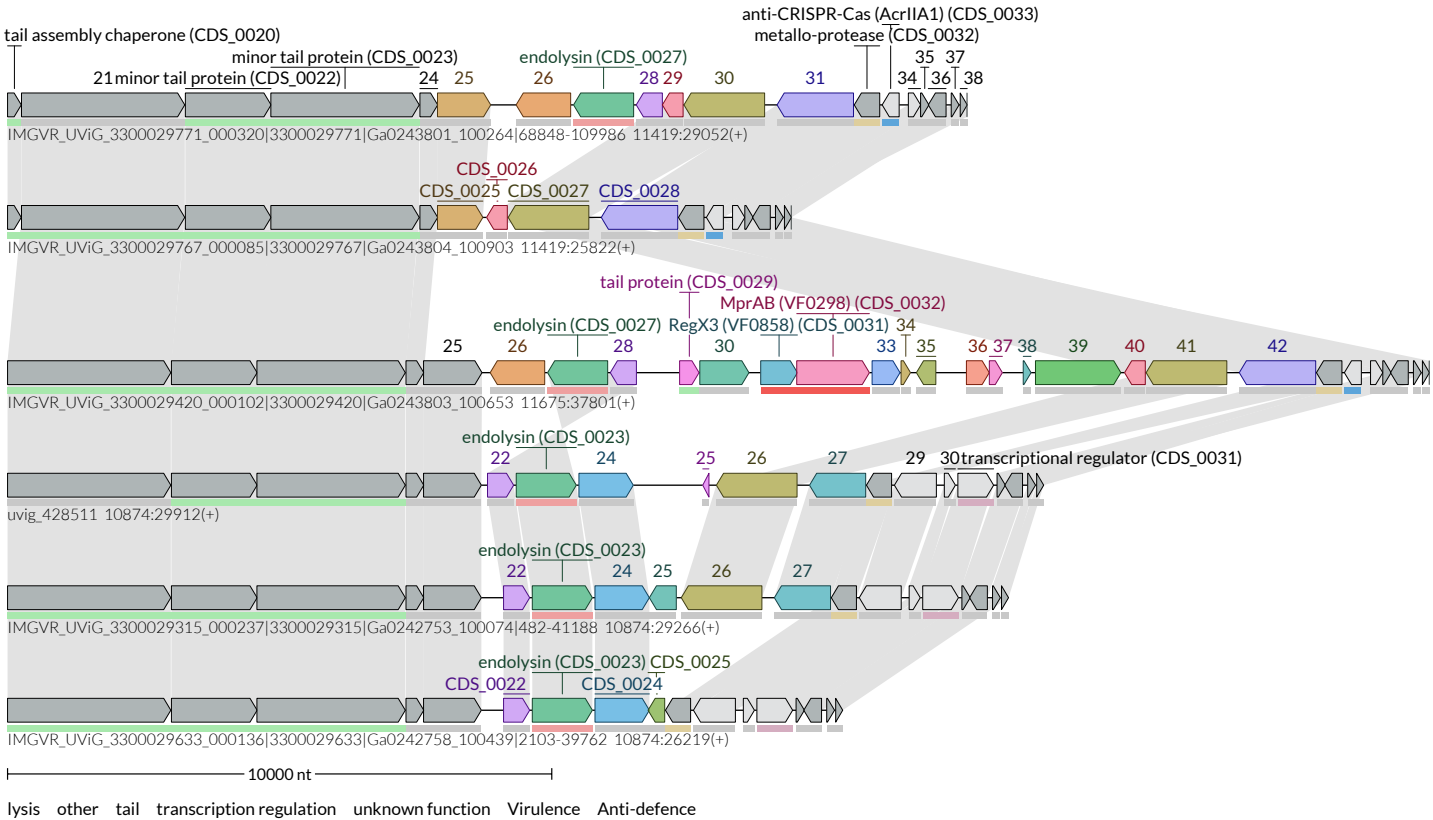 anti-CRISPR-Cas (AcrIIA1) (CDS_0033)
tail assembly chaperone (CDS_0020) metallo-protease (CDS_0032)
minor tail protein (CDS_0023) endolysin (CDS_0027) 35 37
21 minor tail protein (CDS_0022) 24 25 26 28 29 30 31 34 36 38
IMGVR_UViG_3300029771_000320|3300029771|Ga0243801_100264|68848-109986 11419:29052(+)
CDS_0026
CDS_0025 CDS_0027 CDS_0028
IMGVR_UViG_3300029767_000085|3300029767|Ga0243804_100903 11419:25822(+)
tail protein (CDS_0029)
MprAB (VF0298) (CDS_0032)
endolysin (CDS_0027) RegX3 (VF0858) (CDS_0031) 34
25 26 28 30 33 35 36 37 38 39 40 41 42
IMGVR_UViG_3300029420_000102|3300029420|Ga0243803_100653 11675:37801(+)
endolysin (CDS_0023)
22 24 25 26 27 29 30 transcriptional regulator (CDS_0031)
uvig_428511 10874:29912(+)
endolysin (CDS_0023)
22 24 25 26 27
IMGVR_UViG_3300029315_000237|3300029315|Ga0242753_100074|482-41188 10874:29266(+)
endolysin (CDS_0023) CDS_0025
CDS_0022 CDS_0024
IMGVR_UViG_3300029633_000136|3300029633|Ga0242758_100439|2103-39762 10874:26219(+)
10000 nt
lysis other tail transcription regulation unknown function Virulence Anti-defence